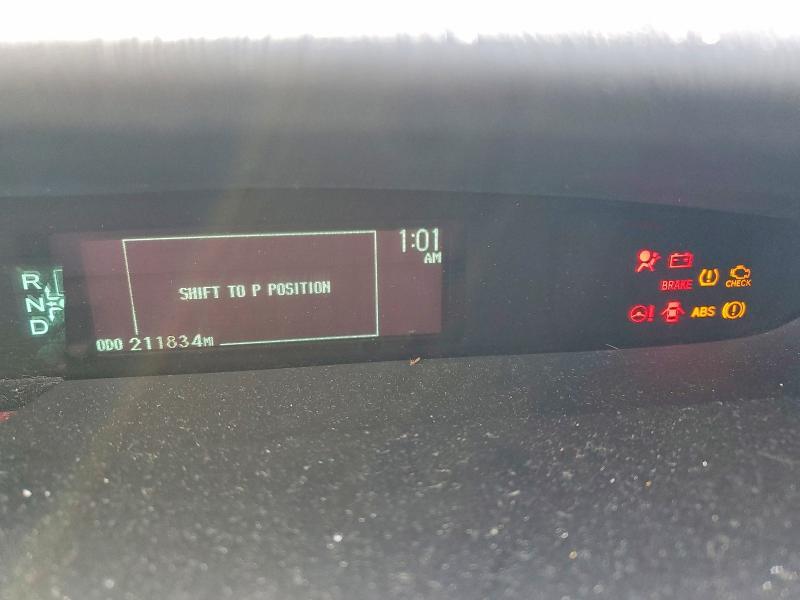 1:01
AM
R
N
D
SHIFT TO P POSITION
ODO 211834MI
BRAKE
CHECK
ABS